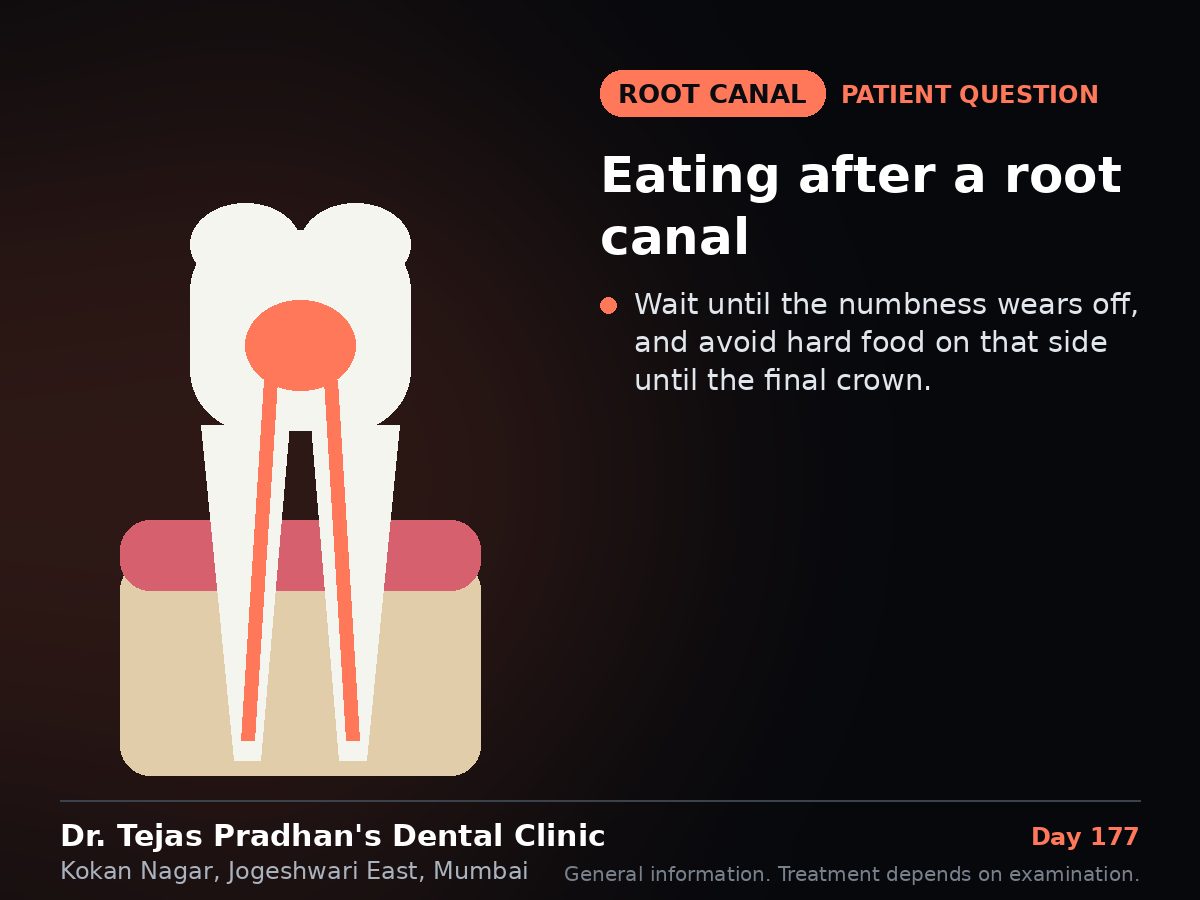 ROOT CANAL PATIENT QUESTION
Eating after a root
canal
Wait until the numbness wears off,
and avoid hard food on that side
until the final crown.
Dr. Tejas Pradhan's Dental Clinic
Day 177
Kokan Nagar, Jogeshwari East, Mumbai
General information. Treatment depends on examination.